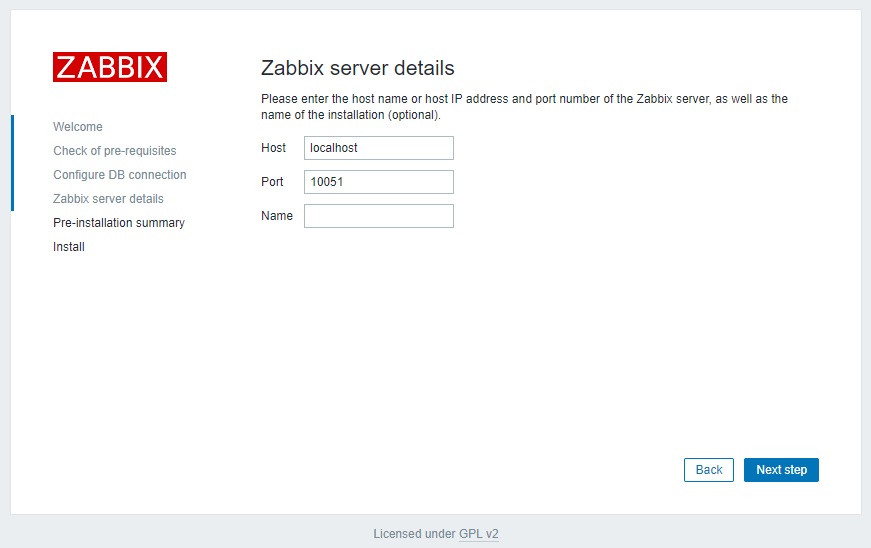 ZABBIX
Welcome
Check of pre-requisites
Configure DB connection
Zabbix server details
Pre-installation summary
Install
Zabbix server details
Please enter the host name or host IP address and port number of the Zabbix server, as well as the
name of the installation (optional).
Host localhost
Port 10051
Name
Back Next step
Licensed under GPL v2